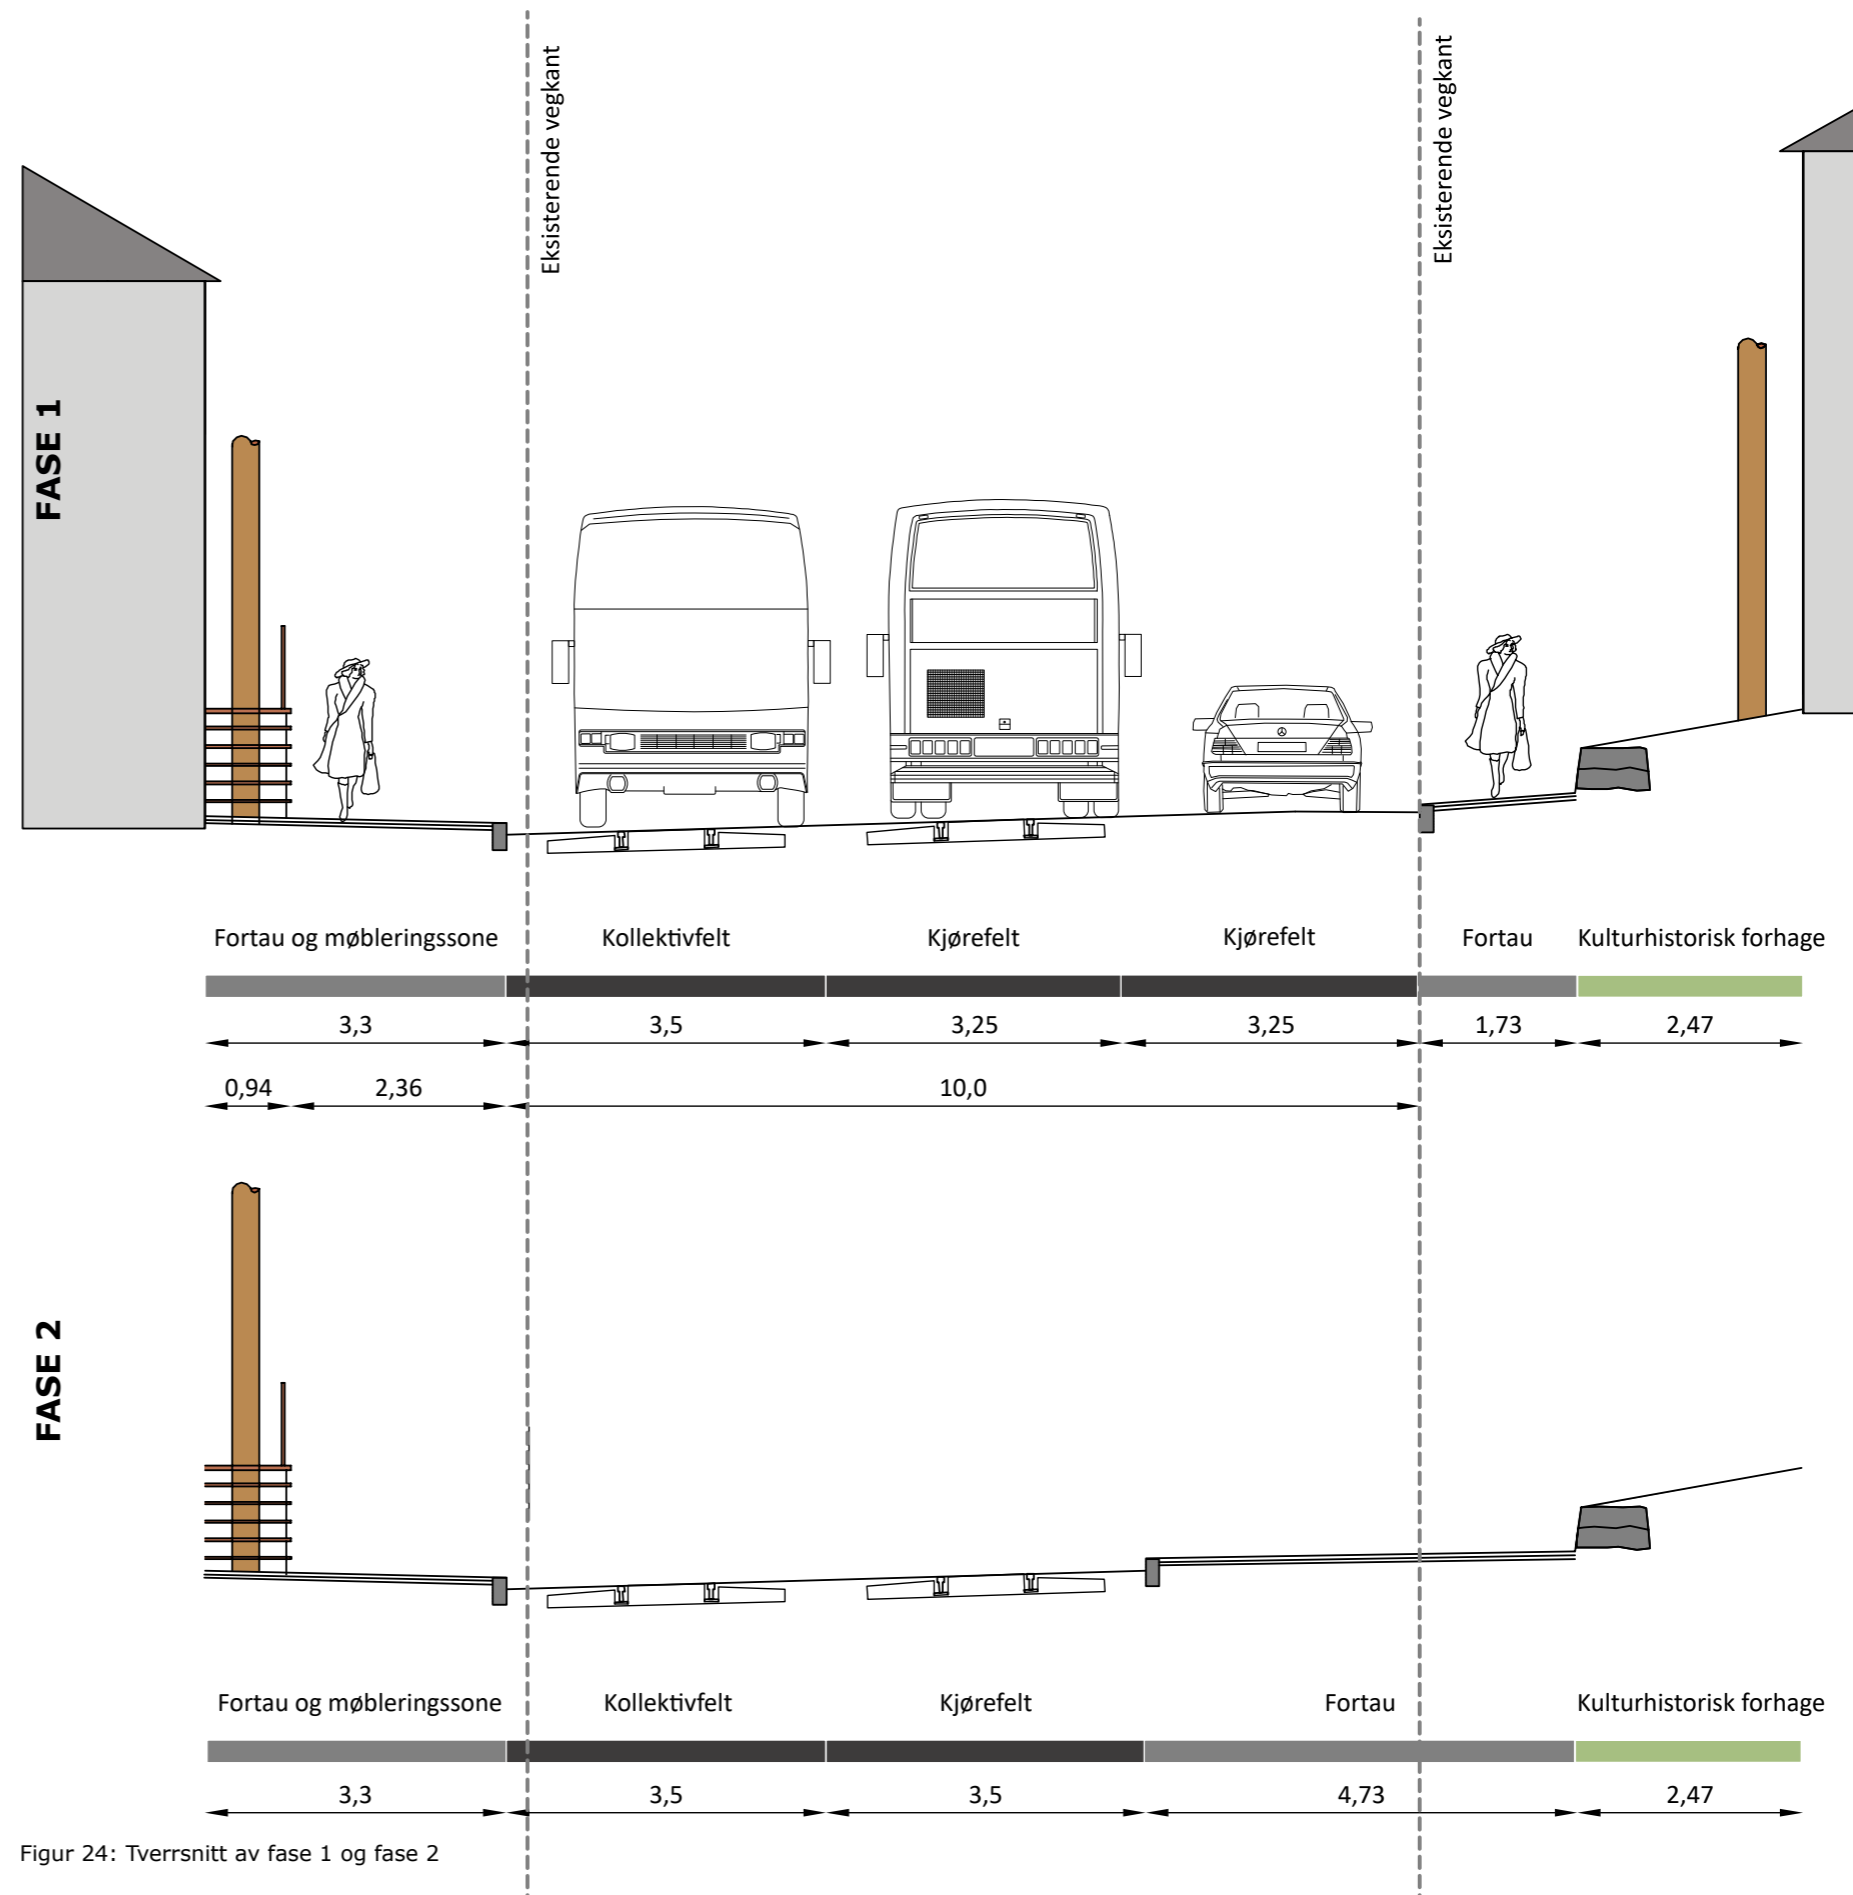 Eksisterende vegkant
Eksisterende vegkant
FASE 1
Fortau og møbleringssone
Kollektivfelt
Kjørefelt
Kjørefelt
Fortau
Kulturhistorisk forhage
3,3
3,5
3,25
3,25
1,73
2,47
0,94
2,36
10,0
FASE 2
Fortau og møbleringssone
Kollektivfelt
Kjørefelt
Fortau
Kulturhistorisk forhage
3,3
3,5
3,5
4,73
2,47
Figur 24: Tverrsnitt av fase 1 og fase 2